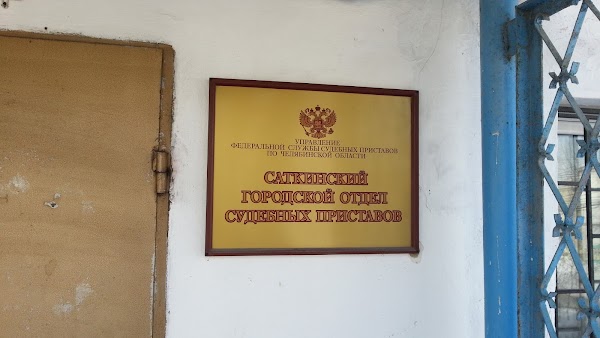 УПРАВЛЕНИЕ
ФЕДЕРАЛЬНОЙ СЛУЖБЫ СУДЕБНЫХ ПРИСТАВОВ
ПО ЧЕЛЯБИНСКОЙ ОБЛАСТИ
САТКИНСКИЙ
ГОРОДСКОЙ ОТДЕЛ
СУДЕБНЫХ ПРИСТАВОВ